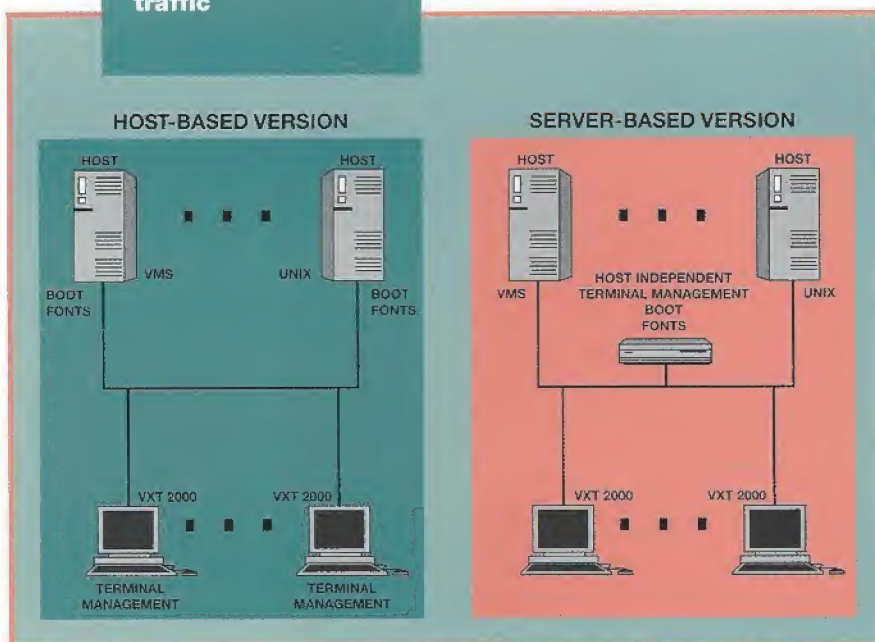 traffic
HOST-BASED VERSION
HOST
HOST
VMS
UNIX
BOOT
FONTS
BOOT
FONTS
VXT 2000
VXT 2000
TERMINAL
MANAGEMENT
TERMINAL
MANAGEMENT
SERVER-BASED VERSION
HOST
HOST
HOST INDEPENDENT
TERMINAL MANAGEMENT
BOOT
FONTS
VMS
UNIX
VXT 2000
VXT 2000